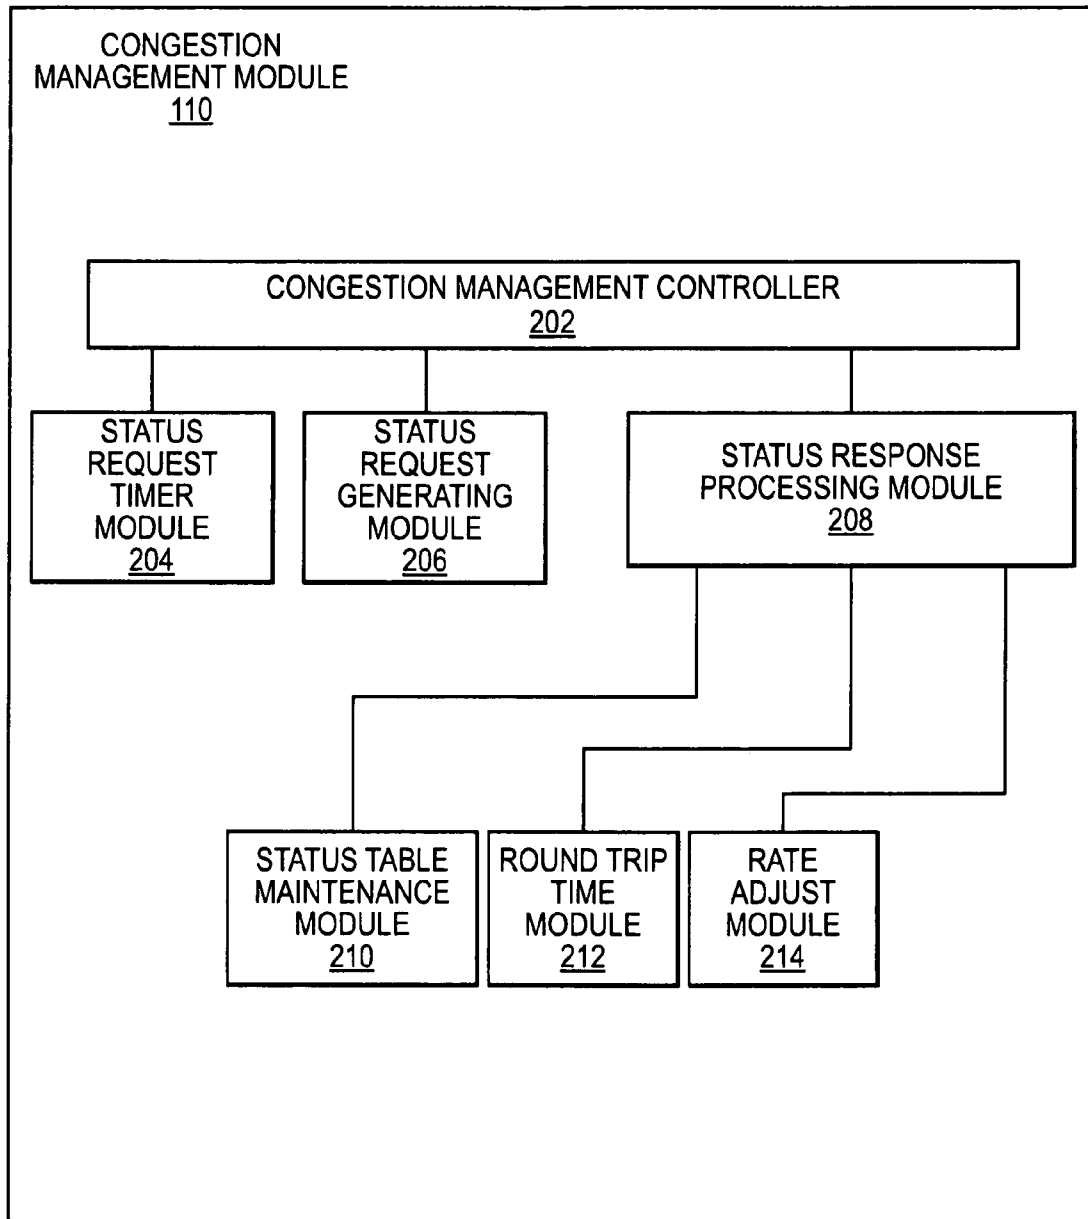 CONGESTION
MANAGEMENT MODULE
110
CONGESTION MANAGEMENT CONTROLLER
202
STATUS
REQUEST
TIMER
MODULE
204
STATUS
REQUEST
GENERATING
MODULE
206
STATUS RESPONSE
PROCESSING MODULE
208
STATUS TABLE
MAINTENANCE
MODULE
210
ROUND TRIP
TIME
MODULE
212
RATE
ADJUST
MODULE
214